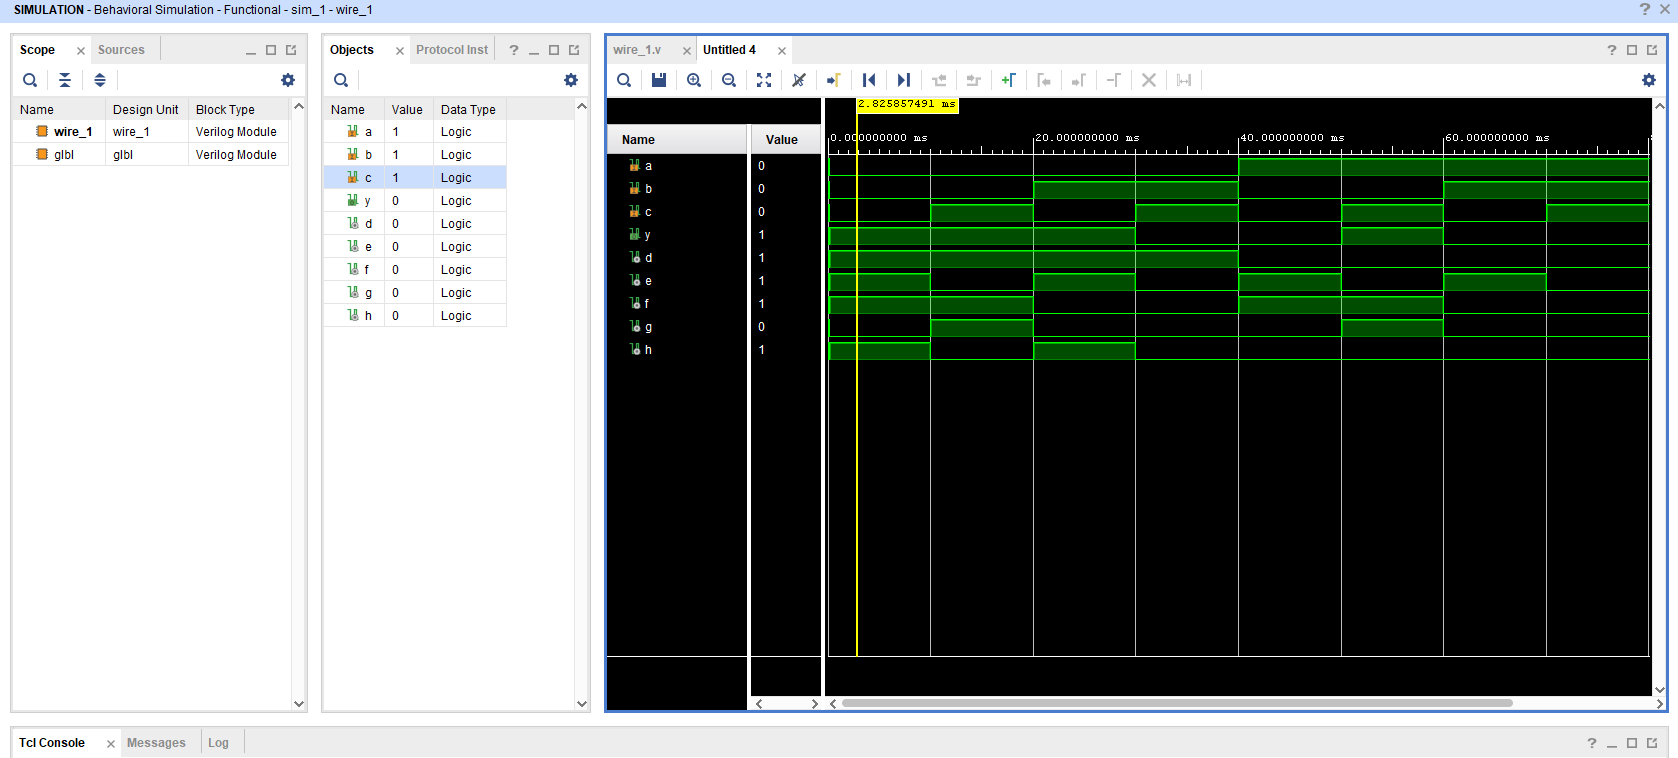 SIMULATION - Behavioral Simulation - Functional - sim_1 - wire_1
Scope
Sources
Name Design Unit Block Type
wire_1 wire_1 Verilog Module
glbl glbl Verilog Module
Objects
Protocol Inst
Name Value Data Type
a 1 Logic
b 1 Logic
c 1 Logic
y 0 Logic
d 0 Logic
e 0 Logic
f 0 Logic
g 0 Logic
h 0 Logic
wire_1.v
Untitled 4
2.825857491 ms
Name Value
0.000000000 ms 20.000000000 ms 40.000000000 ms 60.000000000 ms
a 0
b 0
c 0
y 1
d 1
e 1
f 1
g 0
h 1
Tcl Console
Messages
Log